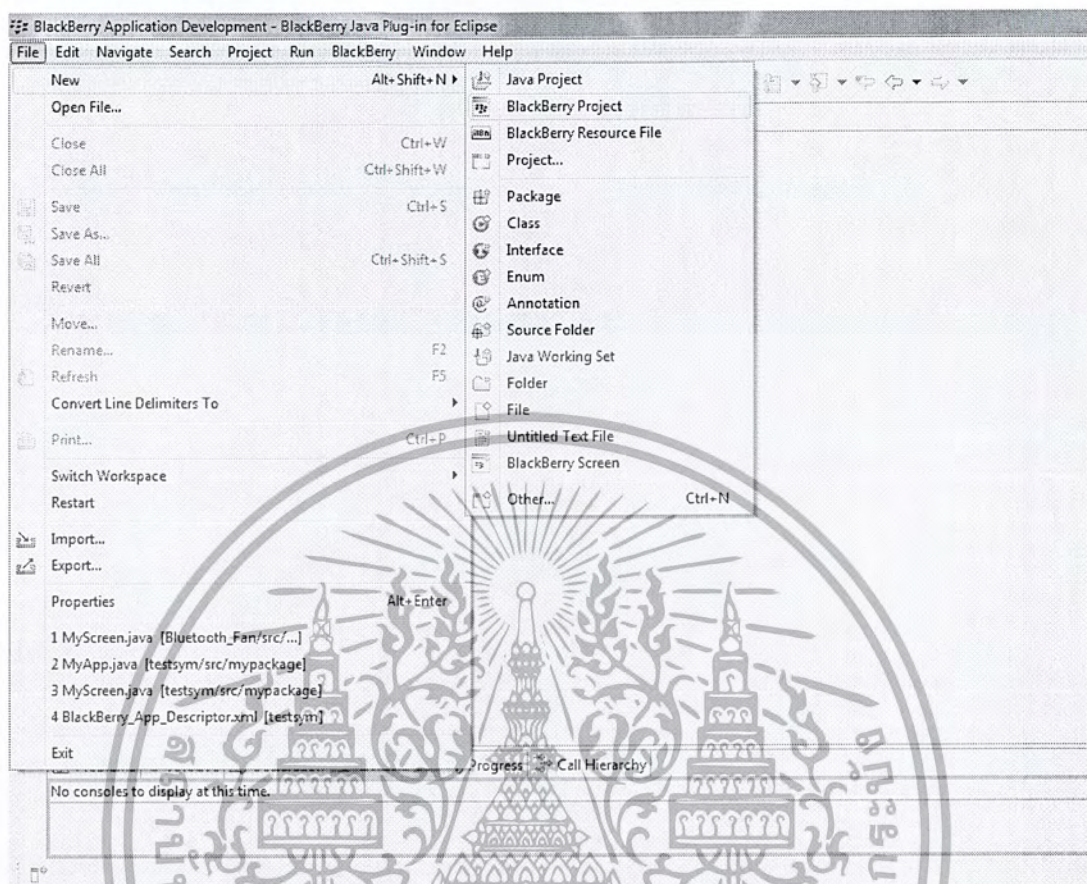 BlackBerry Application Development - BlackBerry Java Plug-in for Eclipse
File Edit Navigate Search Project Run BlackBerry Window Help
New Alt+Shift+N
Open File...
Close Ctrl+W
Close All Ctrl+Shift+W
Save Ctrl+S
Save As...
Save All Ctrl+Shift+S
Revert
Move...
Rename... F2
Refresh F5
Convert Line Delimiters To
Print... Ctrl+P
Switch Workspace
Restart
Import...
Export...
Properties Alt+Enter
1 MyScreen.java [Bluetooth_Fan/src/...]
2 MyApp.java [testsym/src/mypackage]
3 MyScreen.java [testsym/src/mypackage]
4 BlackBerry_App_Descriptor.xml [testsym]
Exit
Java Project
BlackBerry Project
BlackBerry Resource File
Project...
Package
Class
Interface
Enum
Annotation
Source Folder
Java Working Set
Folder
File
Untitled Text File
BlackBerry Screen
Other... Ctrl+N
Progress Call Hierarchy
No consoles to display at this time.